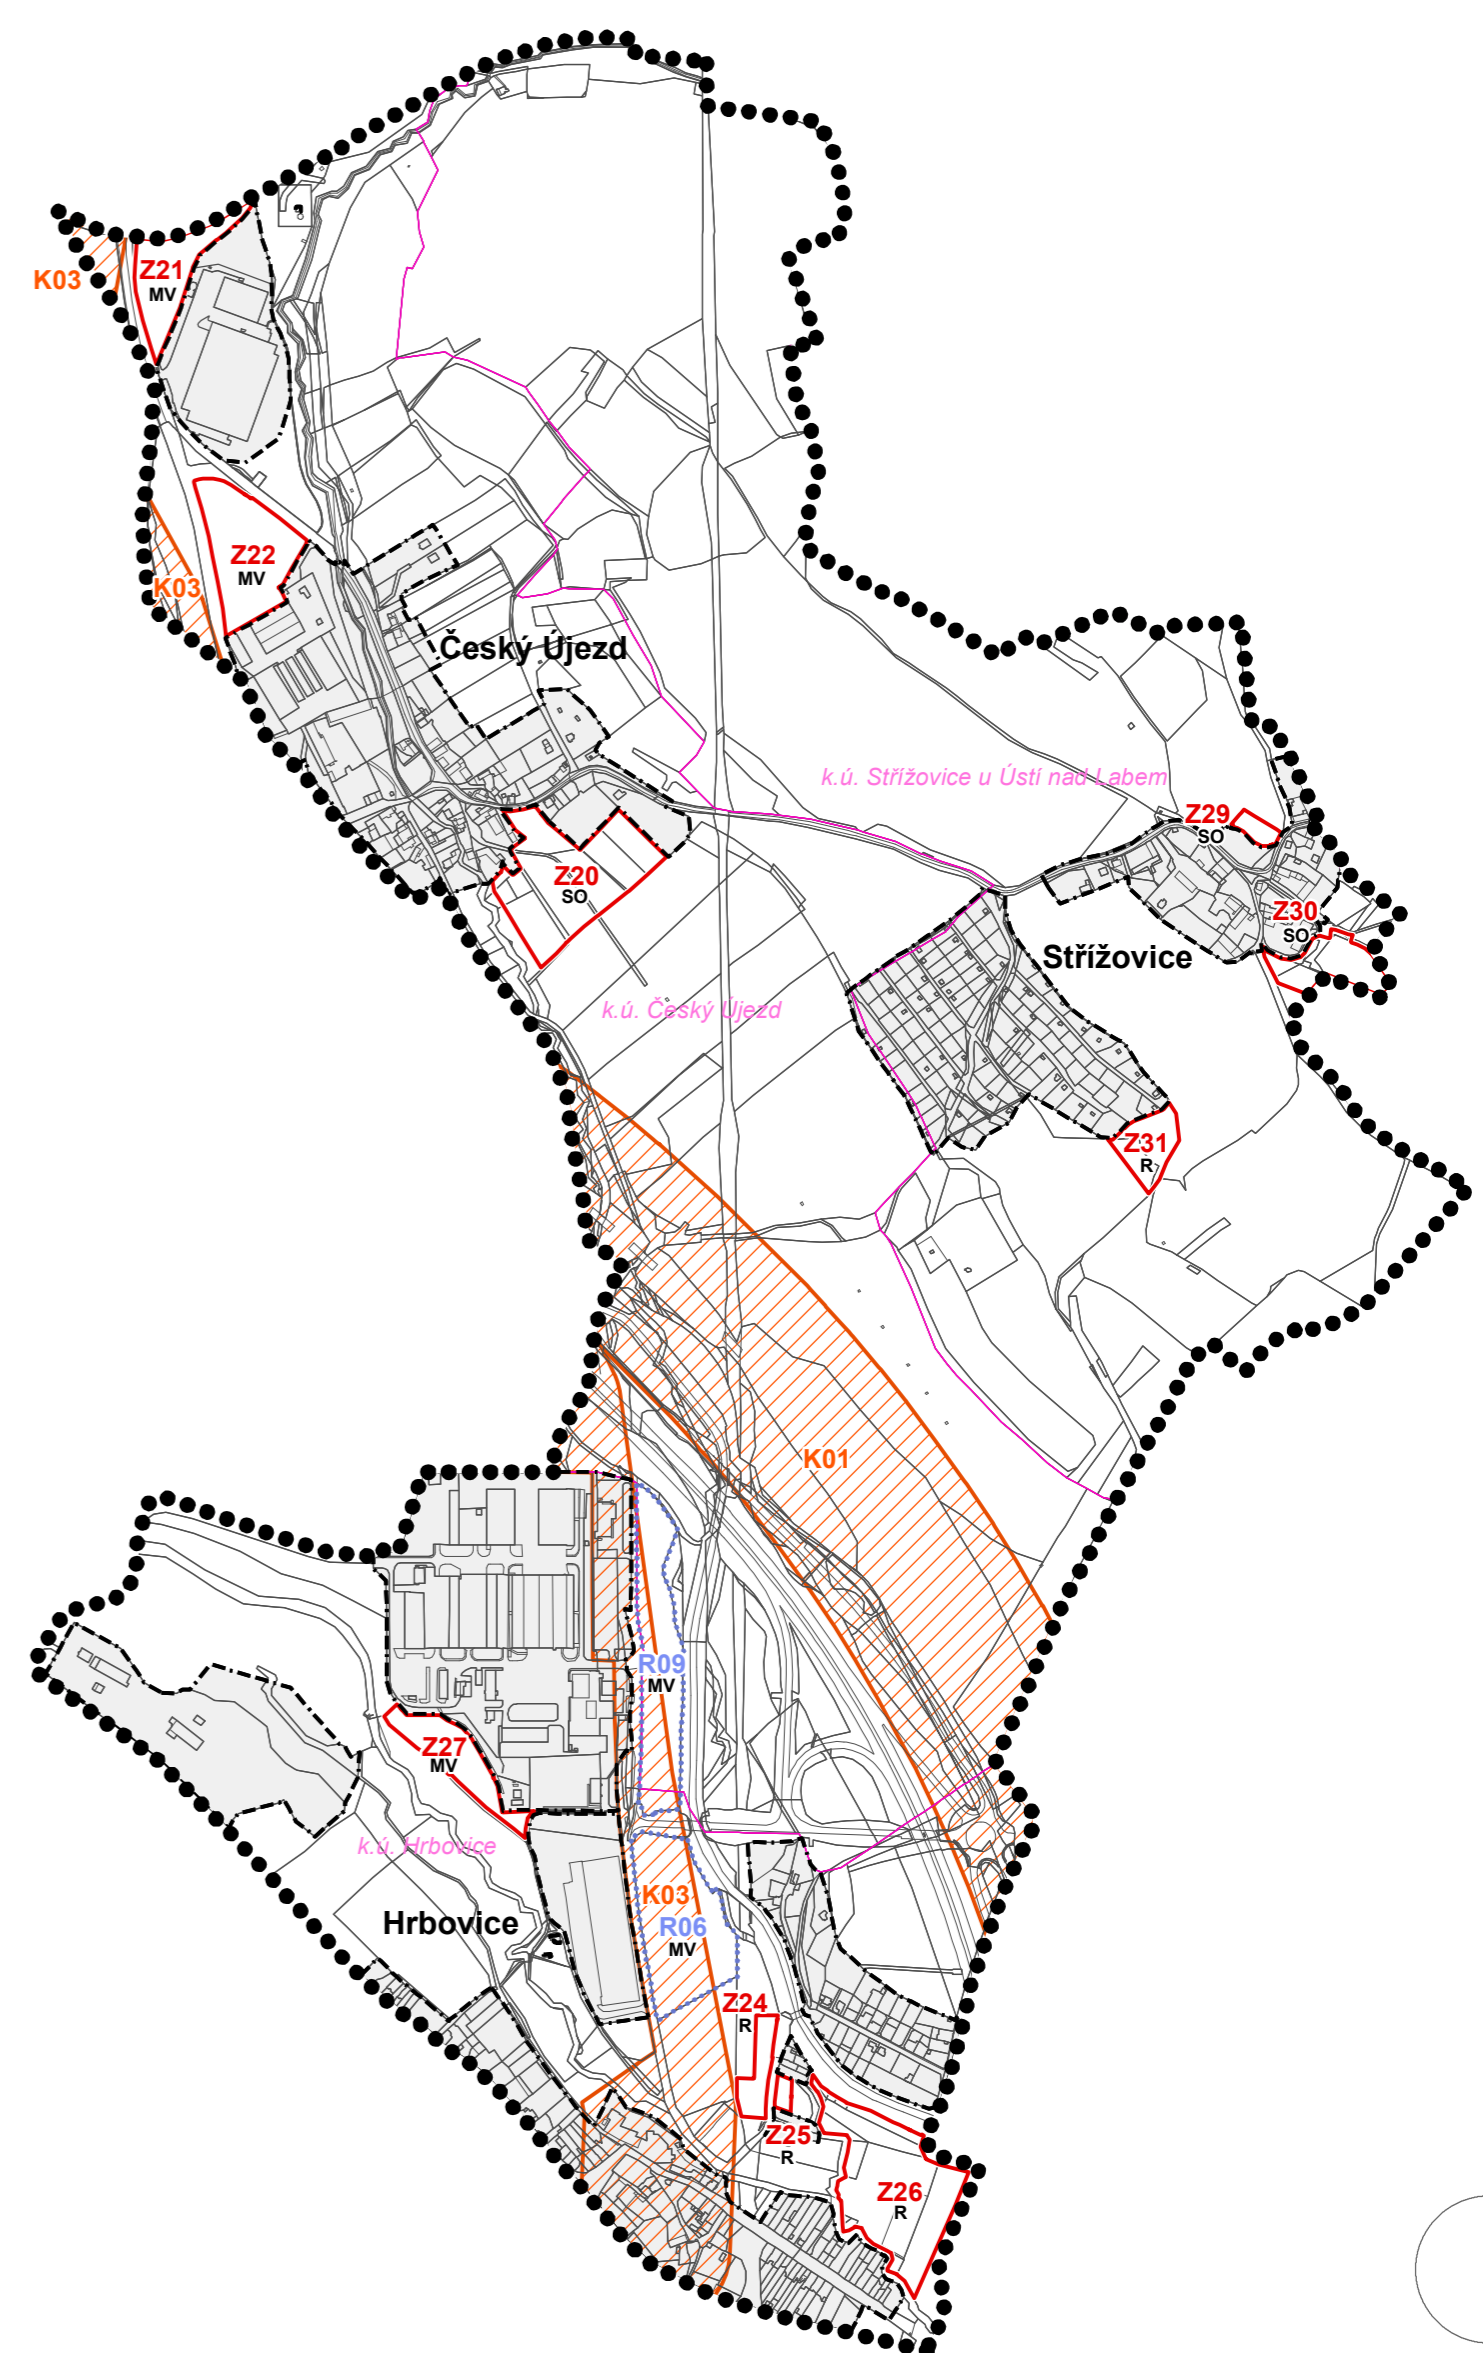 K03
Z21
MV
Z22
MV
K03
Český Újezd
k.ú. Střížovice u Ústí nad Labem
Z29
SO
Z20
SO
Z30
SO
Střížovice
k.ú. Český Újezd
Z31
R
K01
R09
MV
Z27
MV
k.ú. Hrbovice
K03
Hrbovice
R06
MV
Z24
R
Z25
R
Z26
R